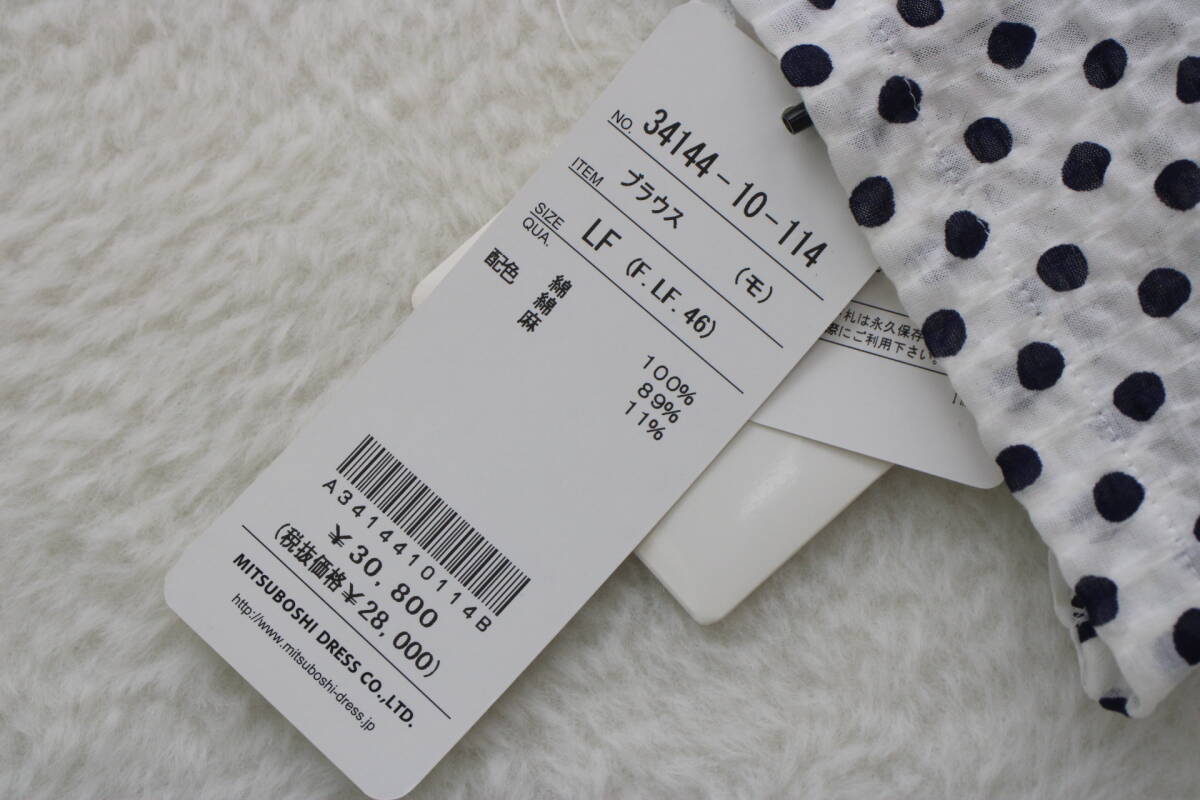 NO. 34144-10-114
ITEM ブラウス (モ)
SIZE LF (F. LF. 46)
QUA.
綿 100%
配色 綿 89%
麻 11%
A34144101114B
¥30,800
(税抜価格¥28,000)
MITSUBOSHI DRESS CO.,LTD.
http://www.mitsuboshi-dress.jp
札は永久保存
際にご利用下さい。